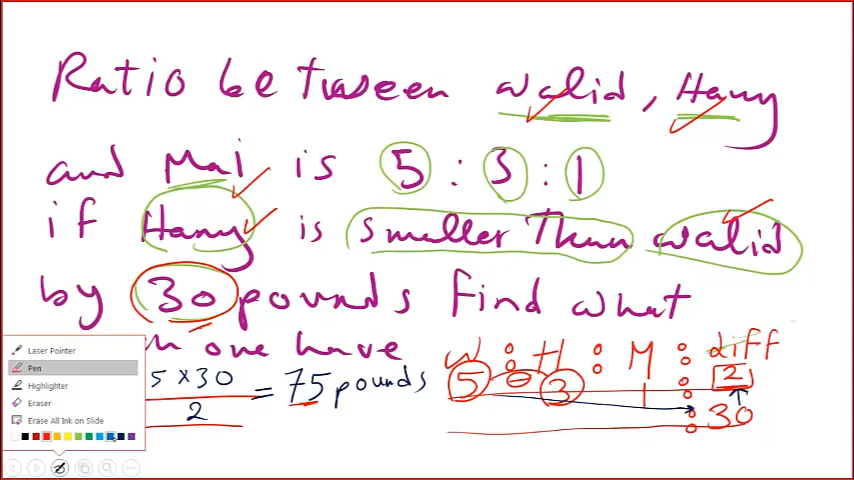 Ratio between walid, Hany
and Mai is 5 : 3 : 1
if Hany is smaller Than walid
by 30 pounds find what
one have
W : H : M : diff
5 - 3 1 2
30
5 × 30
2
= 75 pounds
Laser Pointer
Pen
Highlighter
Eraser
Erase All Ink on Slide